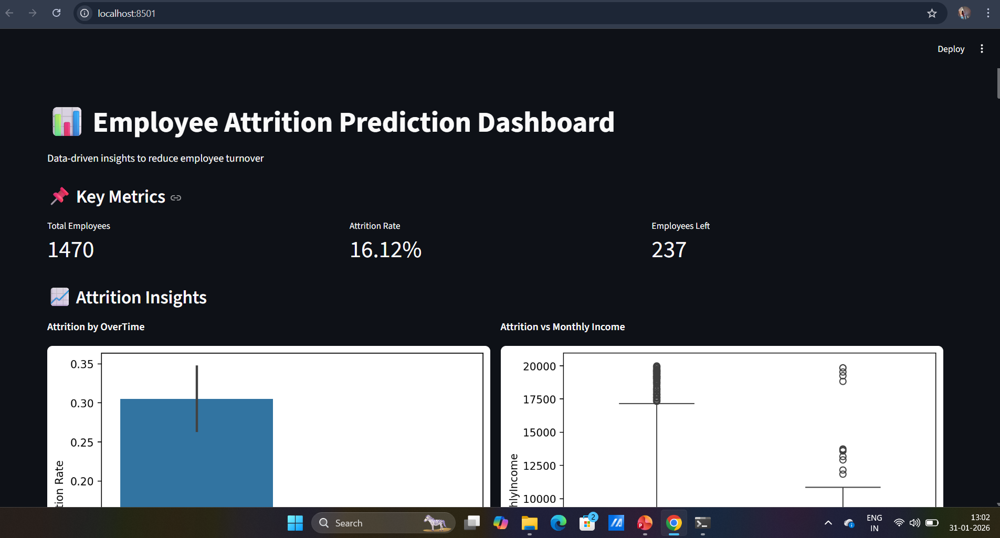 localhost:8501
Deploy
Employee Attrition Prediction Dashboard
Data-driven insights to reduce employee turnover
Key Metrics
Total Employees
1470
Attrition Rate
16.12%
Employees Left
237
Attrition Insights
Attrition by OverTime
0.35
0.30
0.25
0.20
tion Rate
Attrition vs Monthly Income
20000
17500
15000
12500
10000
hlyIncome
Search
2
ENG
IN
13:02
31-01-2026